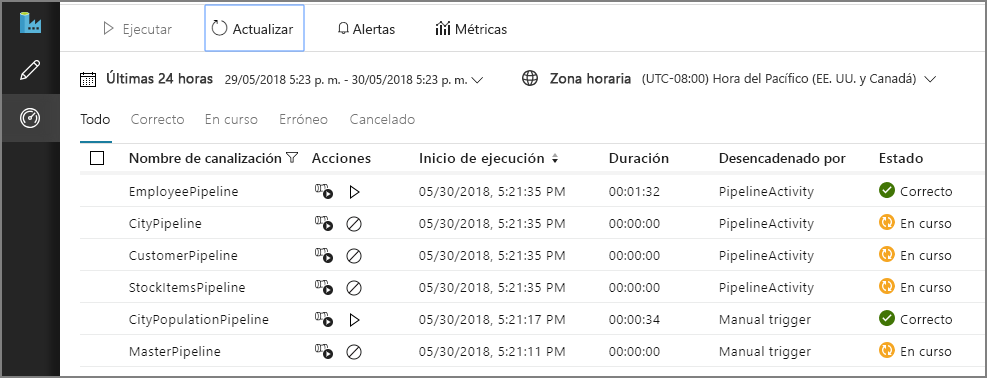 Ejecutar Actualizar Alertas Métricas
Últimas 24 horas 29/05/2018 5:23 p. m. - 30/05/2018 5:23 p. m. Zona horaria (UTC-08:00) Hora del Pacífico (EE. UU. y Canadá)
Todo Correcto En curso Erróneo Cancelado
Nombre de canalización Acciones Inicio de ejecución Duración Desencadenado por Estado
EmployeePipeline 05/30/2018, 5:21:35 PM 00:01:32 PipelineActivity Correcto
CityPipeline 05/30/2018, 5:21:35 PM 00:00:00 PipelineActivity En curso
CustomerPipeline 05/30/2018, 5:21:35 PM 00:00:00 PipelineActivity En curso
StockItemsPipeline 05/30/2018, 5:21:35 PM 00:00:00 PipelineActivity En curso
CityPopulationPipeline 05/30/2018, 5:21:17 PM 00:00:34 Manual trigger Correcto
MasterPipeline 05/30/2018, 5:21:11 PM 00:00:00 Manual trigger En curso